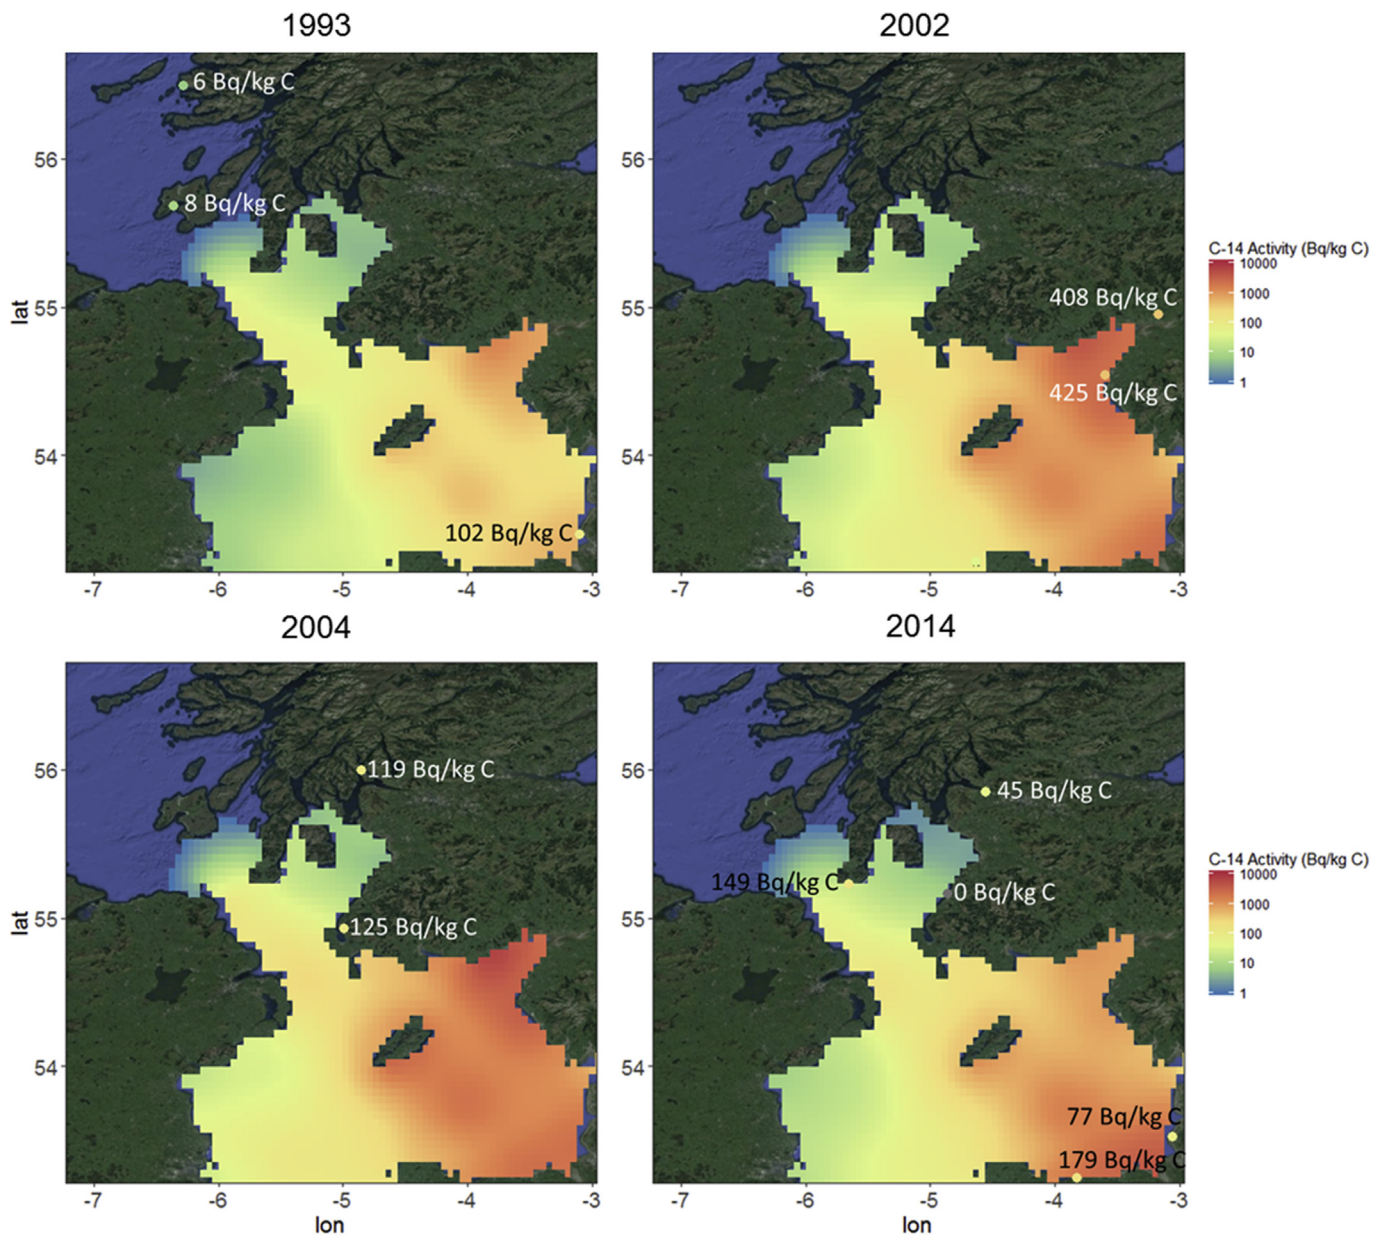 1993
2002
6 Bq/kg C
8 Bq/kg C
102 Bq/kg C
408 Bq/kg C
425 Bq/kg C
56
55
54
lat
-7
-6
-5
-4
-3
56
55
54
-7
-6
-5
-4
-3
C-14 Activity (Bq/kg C)
10000
1000
100
10
1
2004
2014
119 Bq/kg C
125 Bq/kg C
45 Bq/kg C
149 Bq/kg C
0 Bq/kg C
77 Bq/kg C
179 Bq/kg C
56
55
54
lat
-7
-6
-5
-4
-3
lon
56
55
54
-7
-6
-5
-4
-3
lon
C-14 Activity (Bq/kg C)
10000
1000
100
10
1